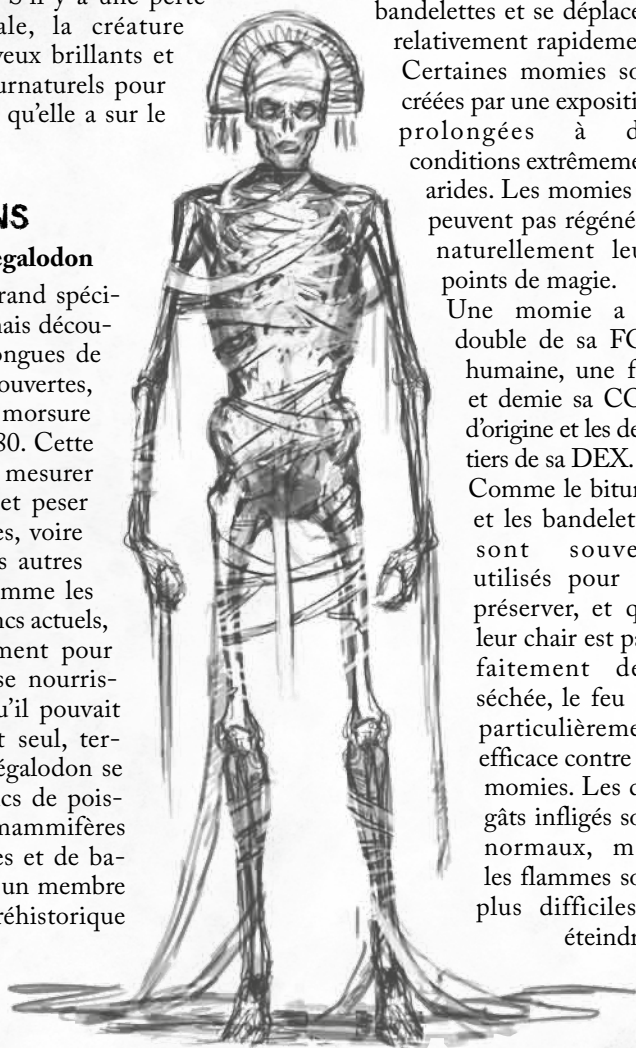 S'il y a une perte
ale, la créature
yeux brillants et
urnaturels pour
qu'elle a sur le
NS
égalodon
rand spéci-
mais décou-
ongues de
ouvertes,
morsure
80. Cette
mesurer
et peser
es, voire
s autres
mme les
ncs actuels,
ment pour
se nourris-
u'il pouvait
t seul, ter-
égalodon se
cs de pois-
mammifères
es et de ba-
un membre
réhistorique
bandelettes et se déplace
relativement rapideme
Certaines momies so
créées par une expositi
prolongées à d
conditions extrêmeme
arides. Les momies
peuvent pas régéné
naturellement leu
points de magie.
Une momie a
double de sa FO
humaine, une f
et demie sa CO
d'origine et les de
tiers de sa DEX.
Comme le bitu
et les bandelet
sont souve
utilisés pour
préserver, et q
leur chair est pa
faitement de
séchée, le feu
particulièreme
efficace contre
momies. Les d
gâts infligés so
normaux, m
les flammes so
plus difficiles
éteindr